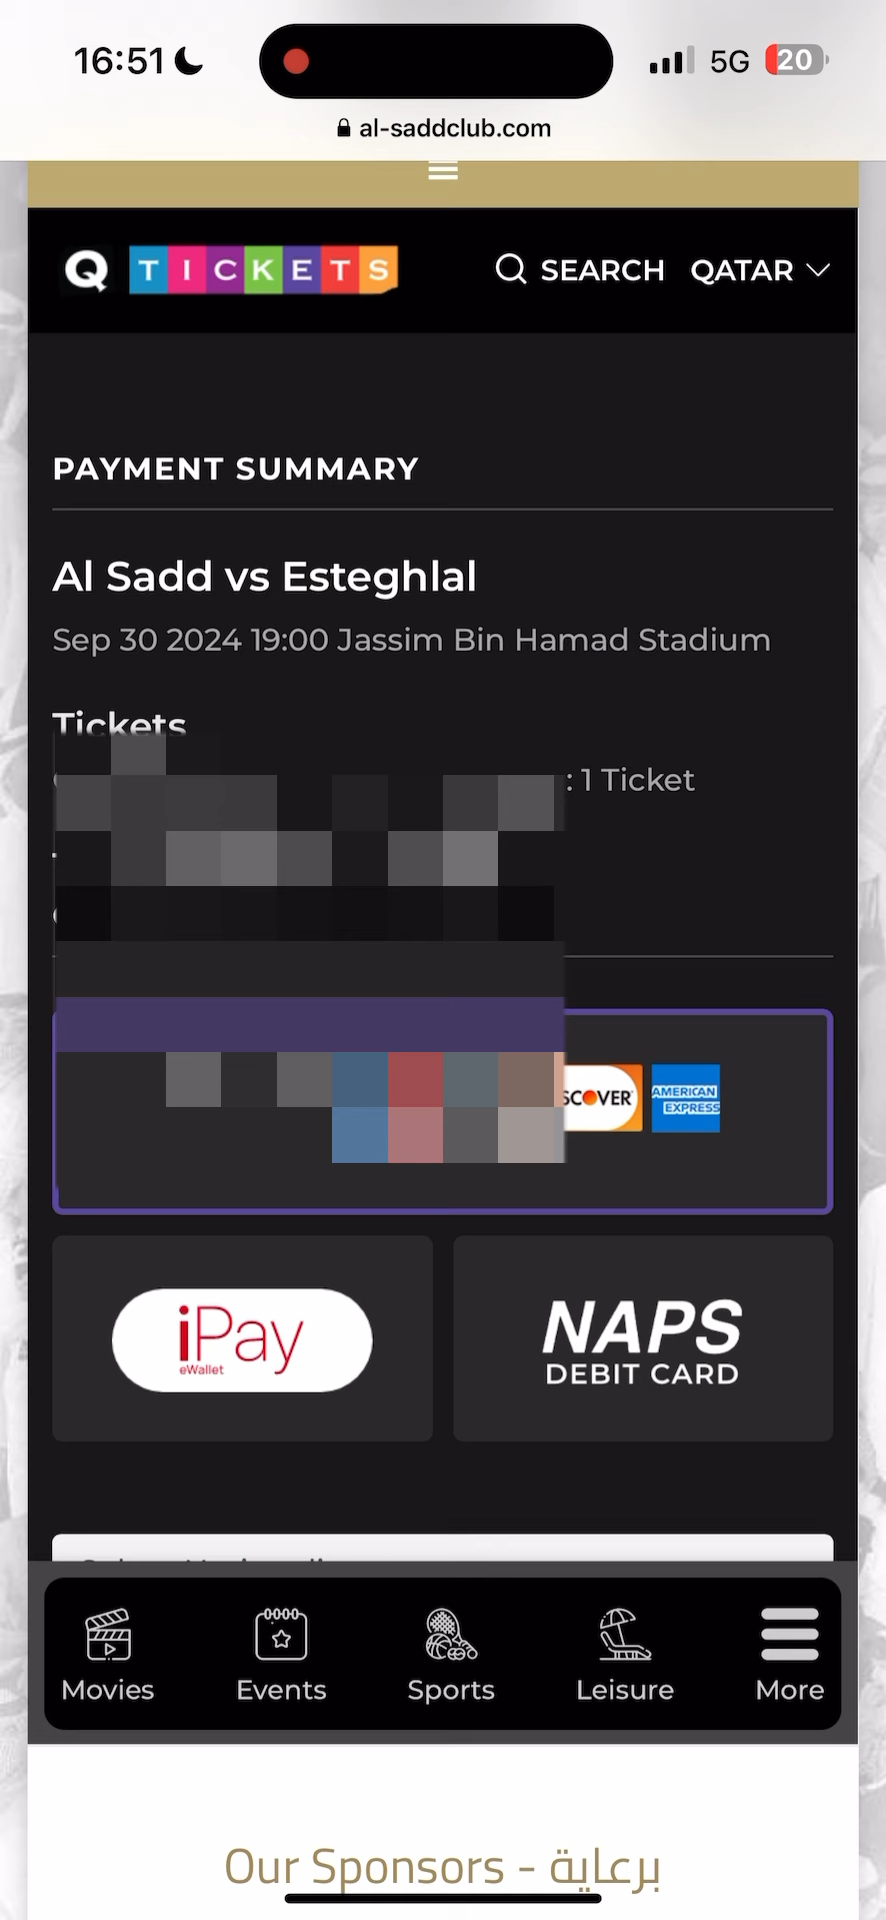 16:51 5G 20
al-saddclub.com
Q TICKETS SEARCH QATAR
PAYMENT SUMMARY
Al Sadd vs Esteghlal
Sep 30 2024 19:00 Jassim Bin Hamad Stadium
Tickets
: 1 Ticket
SCOVER AMERICAN EXPRESS
iPay
eWallet
NAPS
DEBIT CARD
Movies Events Sports Leisure More
Our Sponsors - برعاية